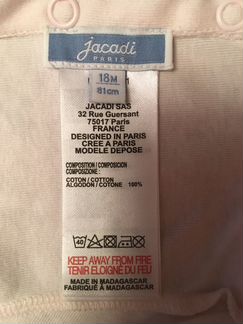 jacadi
PARIS
18M
81cm
JACADI SAS
32 Rue Guersant
75017 Paris
FRANCE
DESIGNED IN PARIS
CREE A PARIS
MODELE DEPOSE
COMPOSITION / COMPOSICION
COMPOSIZIONE :
COTON / COTTON
ALGODON / COTONE 100%
40
KEEP AWAY FROM FIRE
TENIR ELOIGNÉ DU FEU
MADE IN MADAGASCAR
FABRIQUÉ À MADAGASCAR